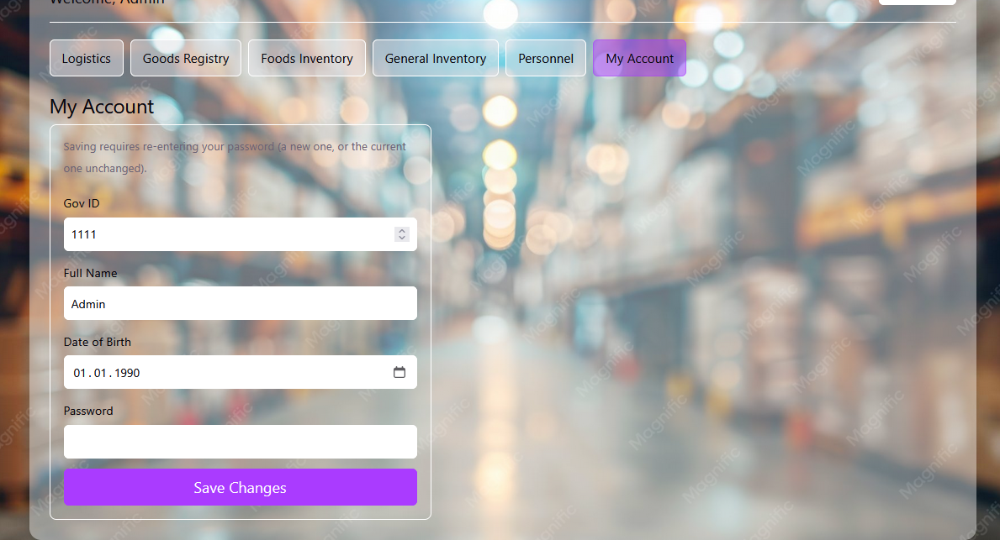 Welcome, Admin
Logistics
Goods Registry
Foods Inventory
General Inventory
Personnel
My Account
My Account
Saving requires re-entering your password (a new one, or the current
one unchanged).
Gov ID
1111
Full Name
Admin
Date of Birth
01.01.1990
Password
Save Changes
Magnific